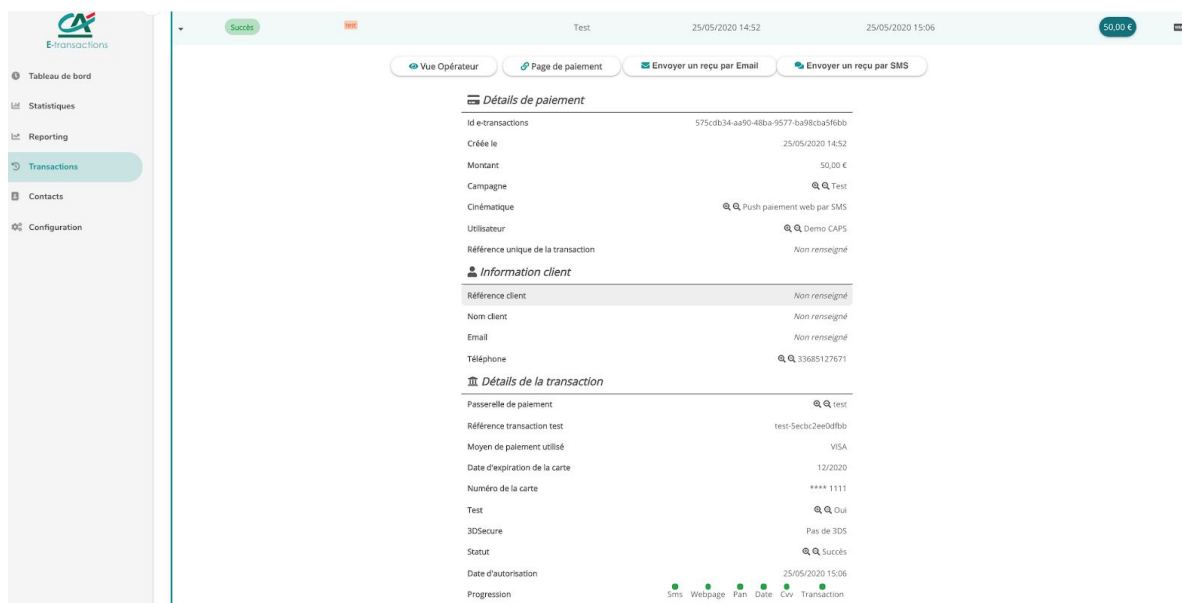 CA
E-transactions
Tableau de bord
Statistiques
Reporting
Transactions
Contacts
Configuration
Succès test Test 25/05/2020 14:52 25/05/2020 15:06 50,00 €
Vue Opérateur Page de paiement Envoyer un reçu par Email Envoyer un reçu par SMS
Détails de paiement
Id e-transactions 575cdb34-aa90-48ba-9577-ba98cba5f6bb
Créée le 25/05/2020 14:52
Montant 50,00 €
Campagne Test
Cinématique Push paiement web par SMS
Utilisateur Demo CAPS
Référence unique de la transaction Non renseigné
Information client
Référence client Non renseigné
Nom client Non renseigné
Email Non renseigné
Téléphone 33685127671
Détails de la transaction
Passerelle de paiement test
Référence transaction test test-5ecbc2ee0dfbb
Moyen de paiement utilisé VISA
Date d'expiration de la carte 12/2020
Numéro de la carte **** 1111
Test Oui
3DSecure Pas de 3DS
Statut Succès
Date d'autorisation 25/05/2020 15:06
Progression Sms Webpage Pan Date Cvv Transaction